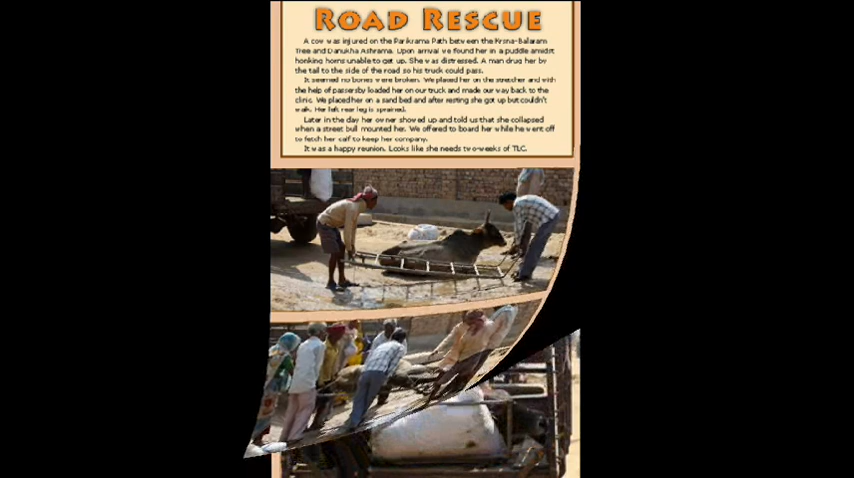 ROAD RESCUE
A cow was injured on the Parikrama Path between the Krsna-Balaram
Tree and Danukha Ashrama. Upon arrival we found her in a puddle amidst
honking horns unable to get up. She was distressed. A man drug her by
the tail to the side of the road so his truck could pass.
It seemed no bones were broken. We placed her on the stretcher and with
the help of passersby loaded her on our truck and made our way back to the
clinic. We placed her on a sand bed and after resting she got up but couldn't
walk. Her left rear leg is sprained.
Later in the day her owner showed up and told us that she collapsed
when a street bull mounted her. We offered to board her while he went off
to fetch her calf to keep her company.
It was a happy reunion. Looks like she needs two-weeks of TLC.